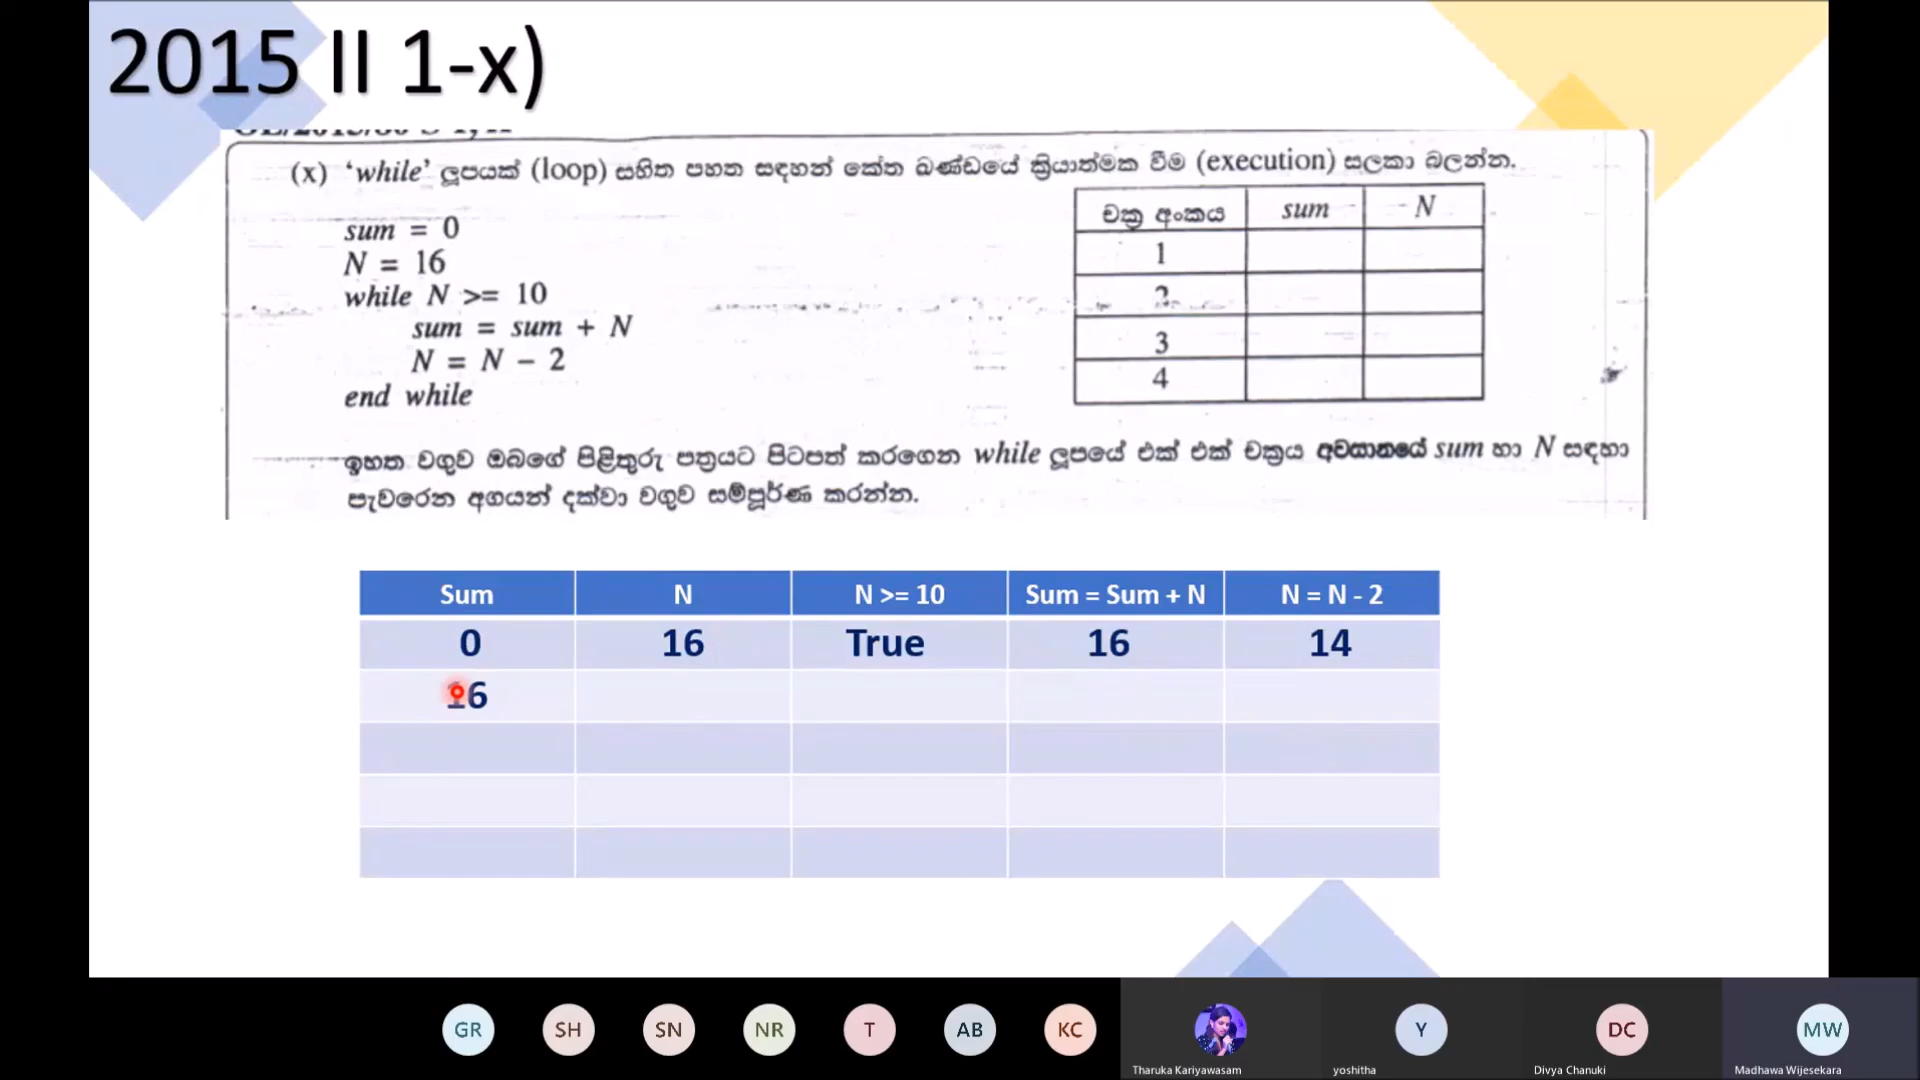 2015 II 1-x)
(x) ‘while’ ලූපයක් (loop) සහිත පහත සඳහන් කේත ඛණ්ඩයේ ක්‍රියාත්මක වීම (execution) සලකා බලන්න.
sum = 0
N = 16
while N >= 10
sum = sum + N
N = N − 2
end while
චක්‍ර අංකය sum N
1
2
3
4
ඉහත වගුව ඔබගේ පිළිතුරු පත්‍රයට පිටපත් කරගෙන while ලූපයේ එක් එක් චක්‍රය අවසානයේ sum හා N සඳහා
පැවරෙන අගයන් දක්වා වගුව සම්පූර්ණ කරන්න.
Sum N N >= 10 Sum = Sum + N N = N - 2
0 16 True 16 14
16
GR SH SN NR T AB KC Y DC MW
Tharuka Kariyawasam yoshitha Divya Chanuki Madhawa Wijesekara